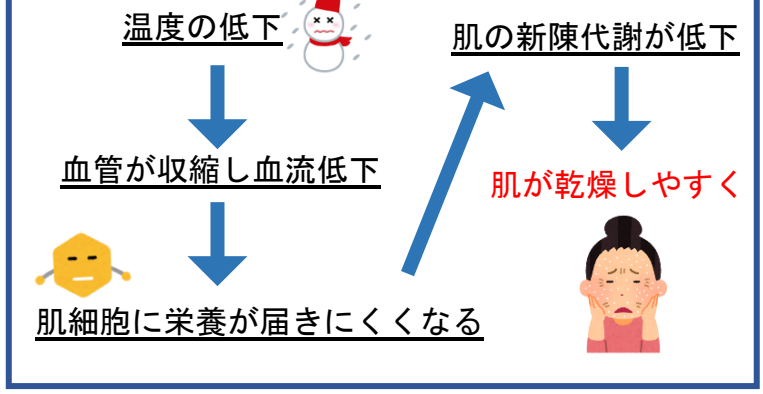 温度の低下
血管が収縮し血流低下
肌細胞に栄養が届きにくくなる
肌の新陳代謝が低下
肌が乾燥しやすく